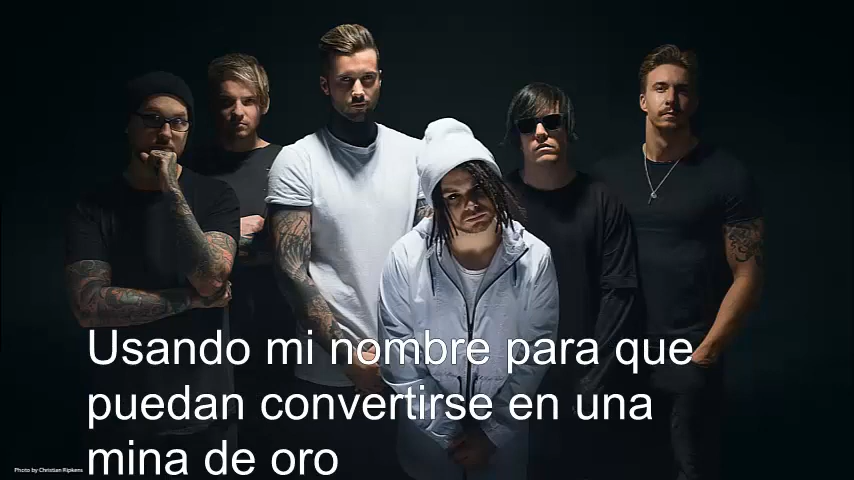 Usando mi nombre para que
puedan convertirse en una
mina de oro
Photo by Christian Ripkens